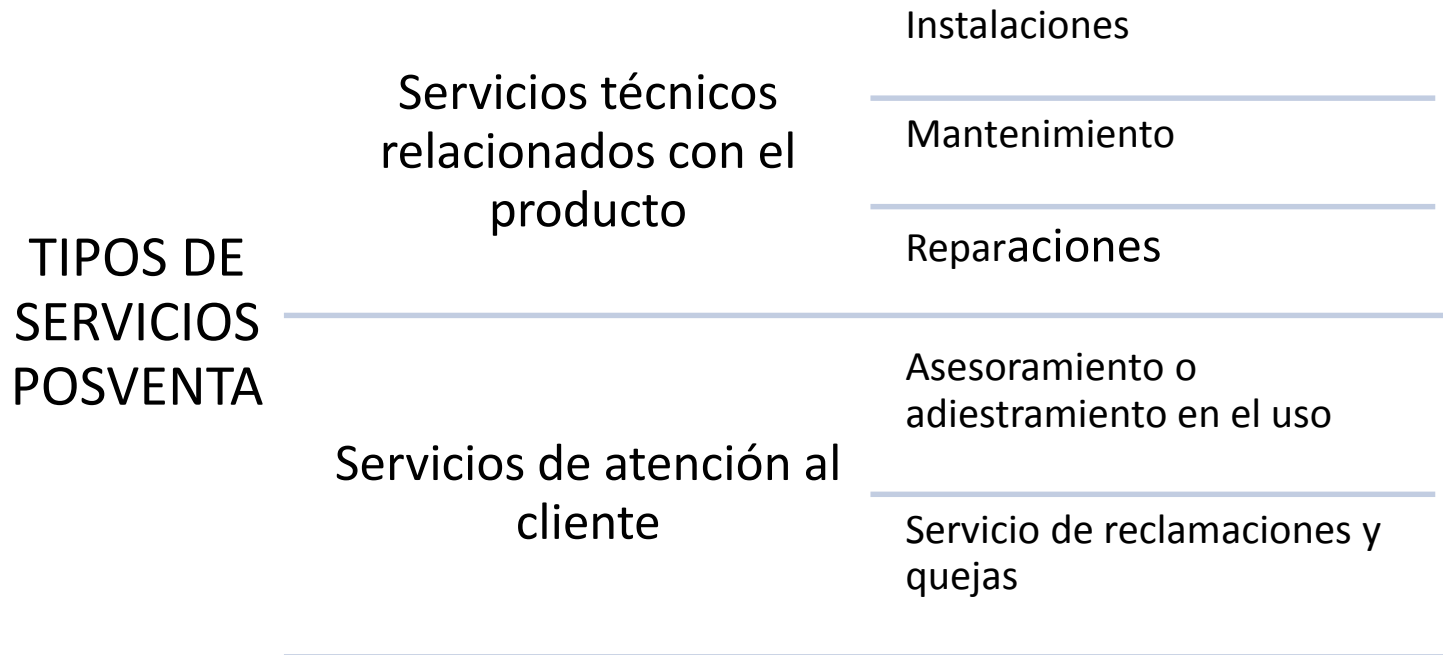 TIPOS DE
SERVICIOS
POSVENTA
Servicios técnicos
relacionados con el
producto
Instalaciones
Mantenimiento
Reparaciones
Servicios de atención al
cliente
Asesoramiento o
adiestramiento en el uso
Servicio de reclamaciones y
quejas